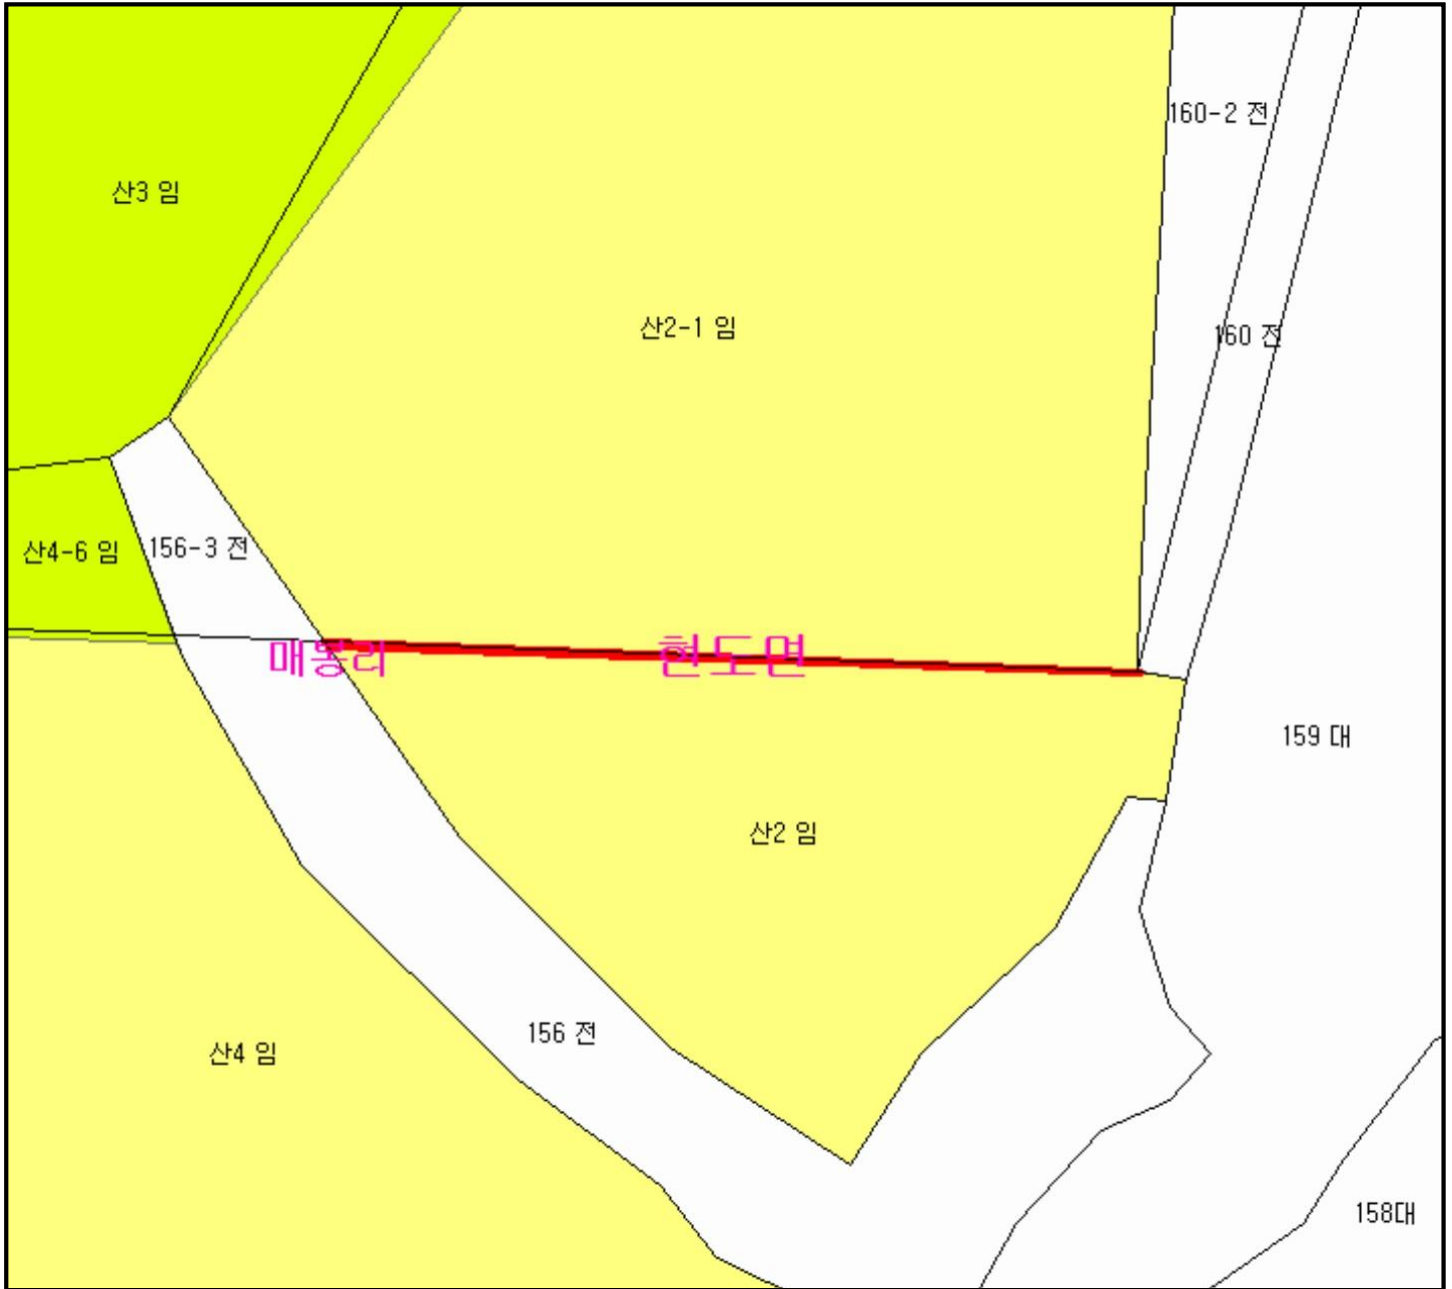 160-2 전
산3 임
산2-1 임
160 전
산4-6 임
156-3 전
매봉리
현도면
159 대
산2 임
156 전
산4 임
158대